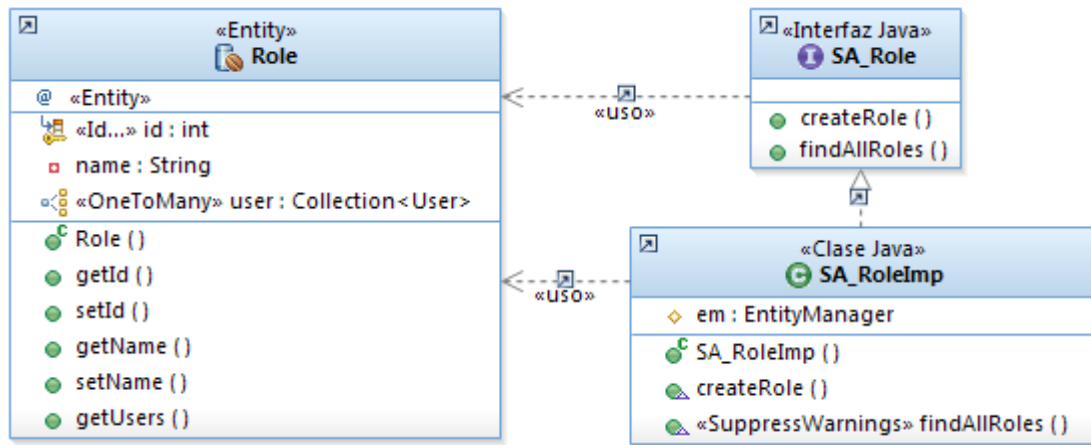 «Entity»
Role
@ «Entity»
«Id...» id : int
name : String
«OneToMany» user : Collection<User>
Role ( )
getId ( )
setId ( )
getName ( )
setName ( )
getUsers ( )
«uso»
«uso»
«Interfaz Java»
I SA_Role
createRole ( )
findAllRoles ( )
«Clase Java»
C SA_RoleImp
em : EntityManager
C SA_RoleImp ( )
createRole ( )
«SuppressWarnings» findAllRoles ( )